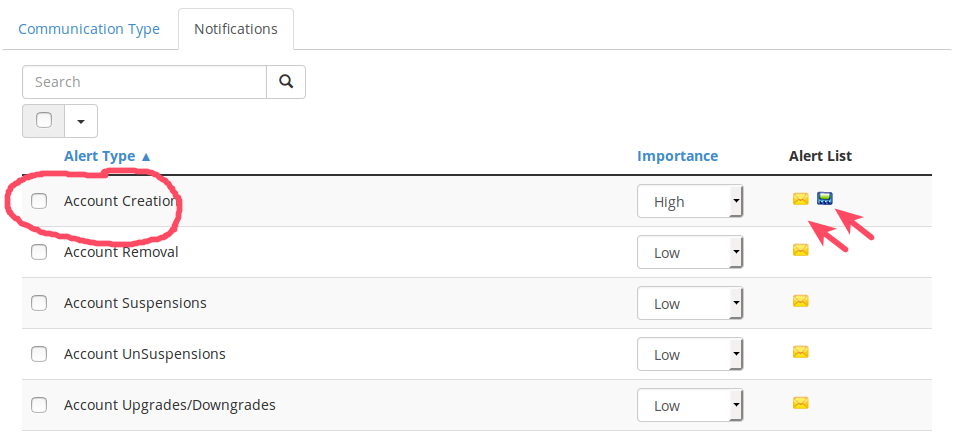 Communication Type Notifications
Search
Alert Type ▲ Importance Alert List
Account Creation High
Account Removal Low
Account Suspensions Low
Account UnSuspensions Low
Account Upgrades/Downgrades Low